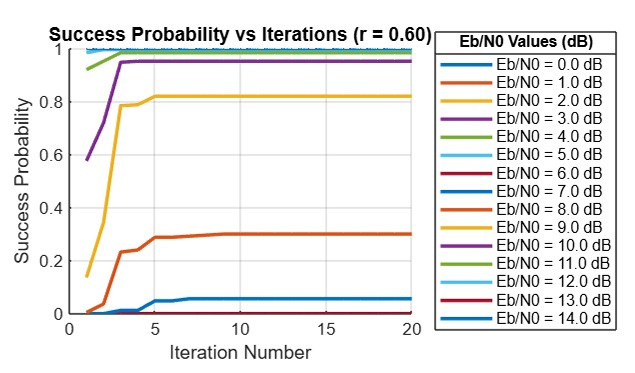 Success Probability vs Iterations (r = 0.60)
Success Probability
1
0.8
0.6
0.4
0.2
0
0
5
10
15
20
Iteration Number
Eb/N0 Values (dB)
Eb/N0 = 0.0 dB
Eb/N0 = 1.0 dB
Eb/N0 = 2.0 dB
Eb/N0 = 3.0 dB
Eb/N0 = 4.0 dB
Eb/N0 = 5.0 dB
Eb/N0 = 6.0 dB
Eb/N0 = 7.0 dB
Eb/N0 = 8.0 dB
Eb/N0 = 9.0 dB
Eb/N0 = 10.0 dB
Eb/N0 = 11.0 dB
Eb/N0 = 12.0 dB
Eb/N0 = 13.0 dB
Eb/N0 = 14.0 dB